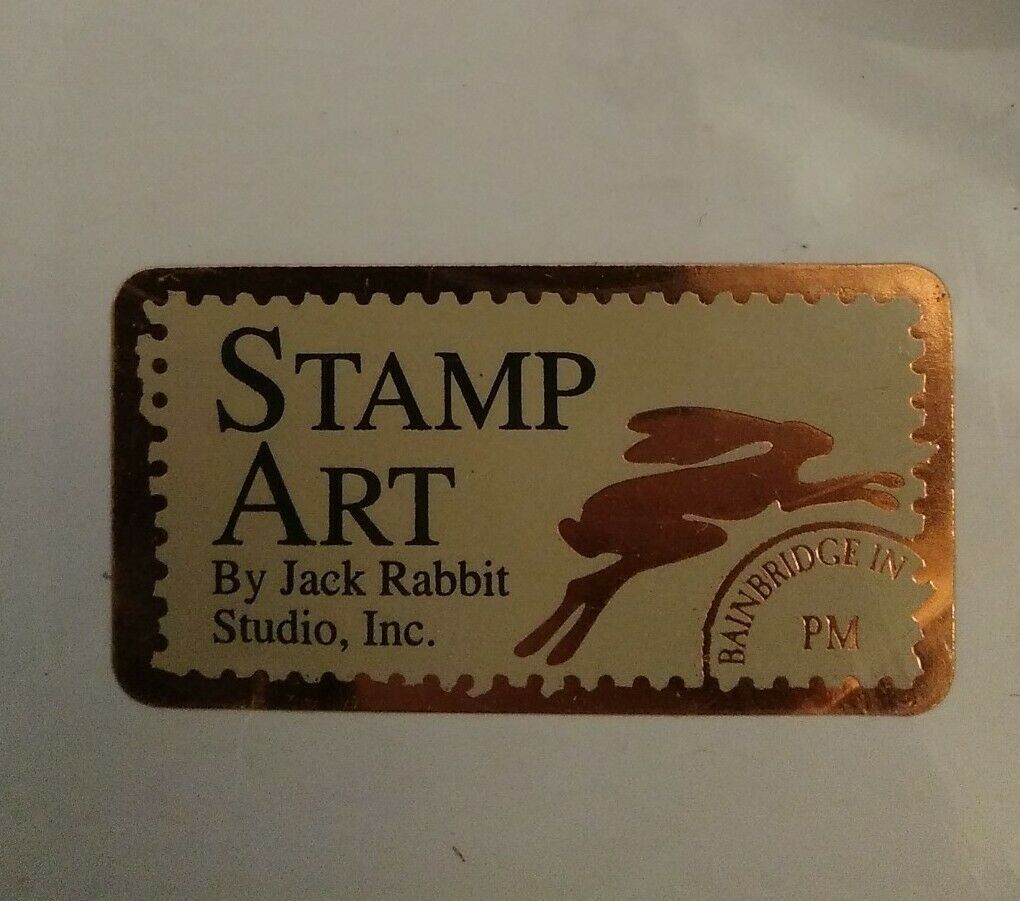 STAMP
ART
By Jack Rabbit
Studio, Inc.
BAINBRIDGE IN
PM